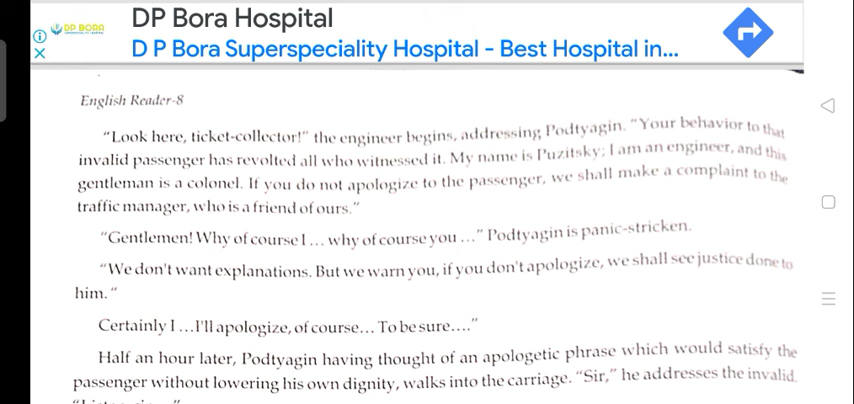 DP BORA
DP Bora Hospital
D P Bora Superspeciality Hospital - Best Hospital in...
English Reader-8
"Look here, ticket-collector!" the engineer begins, addressing Podtyagin. "Your behavior to that
invalid passenger has revolted all who witnessed it. My name is Puzitsky; I am an engineer, and this
gentleman is a colonel. If you do not apologize to the passenger, we shall make a complaint to the
traffic manager, who is a friend of ours."
"Gentlemen! Why of course I ... why of course you ..." Podtyagin is panic-stricken.
"We don't want explanations. But we warn you, if you don't apologize, we shall see justice done to
him."
Certainly I ...I'll apologize, of course... To be sure...."
Half an hour later, Podtyagin having thought of an apologetic phrase which would satisfy the
passenger without lowering his own dignity, walks into the carriage. "Sir," he addresses the invalid.